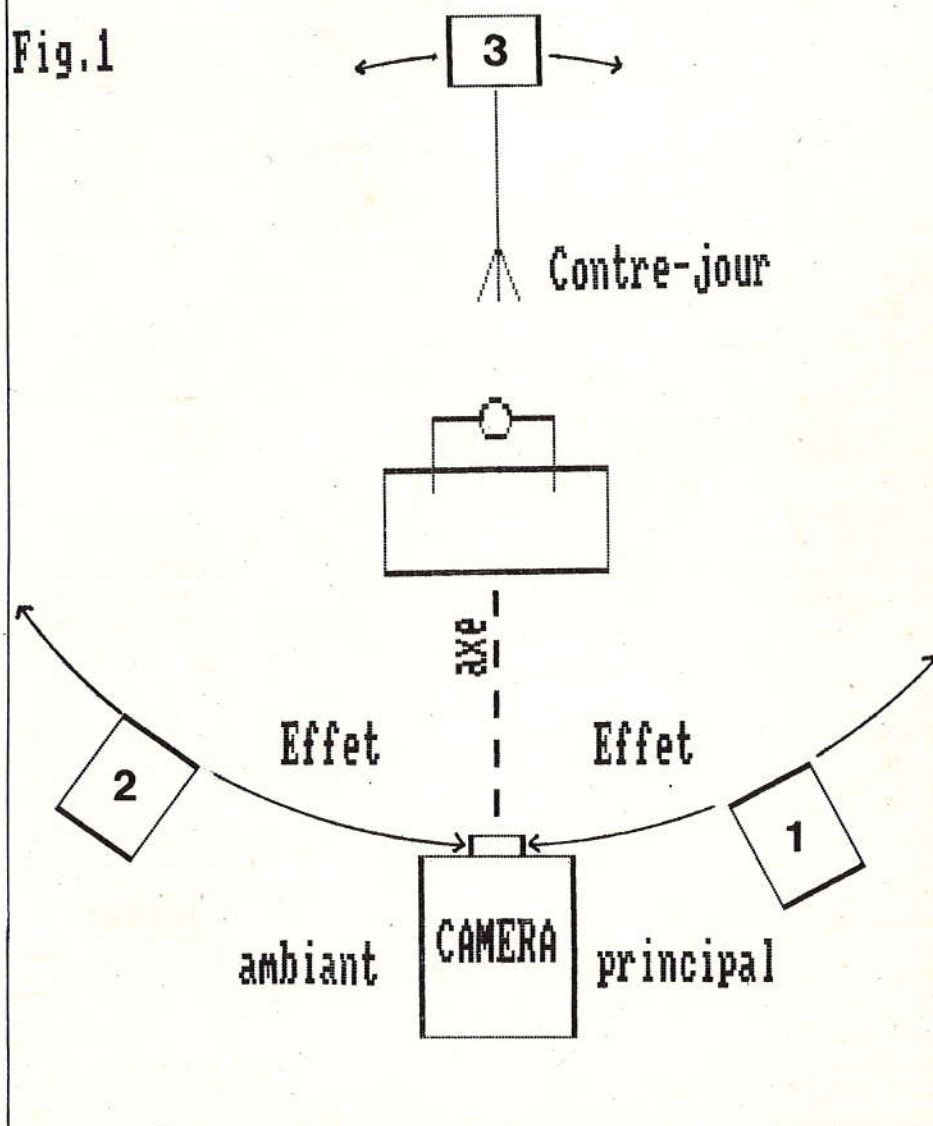 Fig.1
3
Contre-jour
axe
Effet
Effet
2
1
CAMERA
ambiant
principal